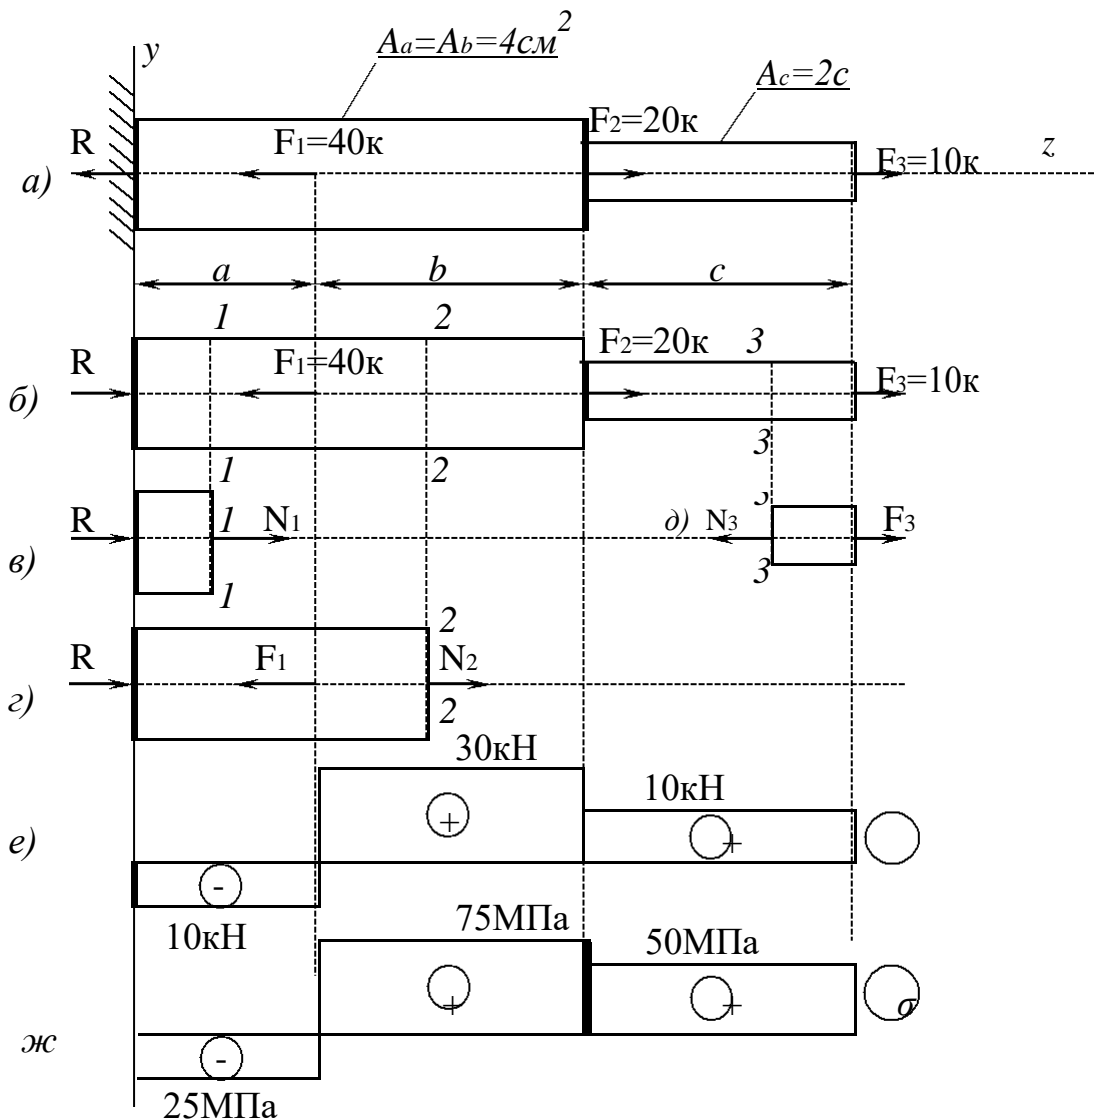 y
Aa=Ab=4см²
Ac=2с
R
F1=40к
F2=20к
F3=10к
z
а)
a
b
c
1
2
R
F1=40к
F2=20к
3
F3=10к
б)
3
1
2
R
1
N1
д)
N3
3
F3
в)
1
3
2
R
F1
N2
г)
2
30кН
10кН
+
+
е)
-
10кН
75МПа
50МПа
+
+
σ
ж
-
25МПа